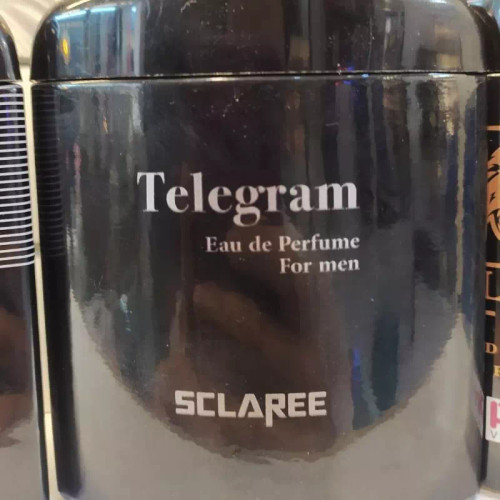 Telegram
Eau de Perfume
For men
SCLAREE